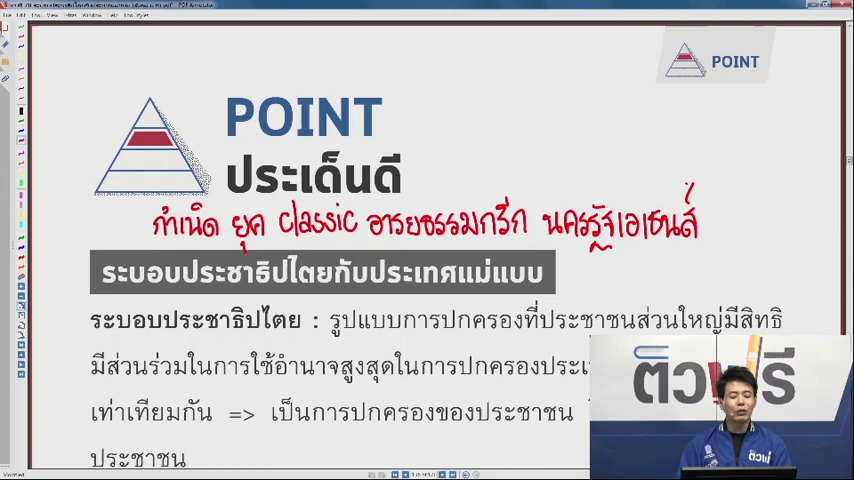 Tool View Extras Window Help
POINT
POINT
ประเด็นดี
กำเนิด ยุค classic อารยธรรมกรีก นครรัฐเอเธนส์
ระบอบประชาธิปไตยกับประเทศแม่แบบ
ระบอบประชาธิปไตย : รูปแบบการปกครองที่ประชาชนส่วนใหญ่มีสิทธิ
มีส่วนร่วมในการใช้อำนาจสูงสุดในการปกครองประเ
เท่าเทียมกัน => เป็นการปกครองของประชาชน
ประชาชน
ติวฟรี
ติวฟรี
Modified